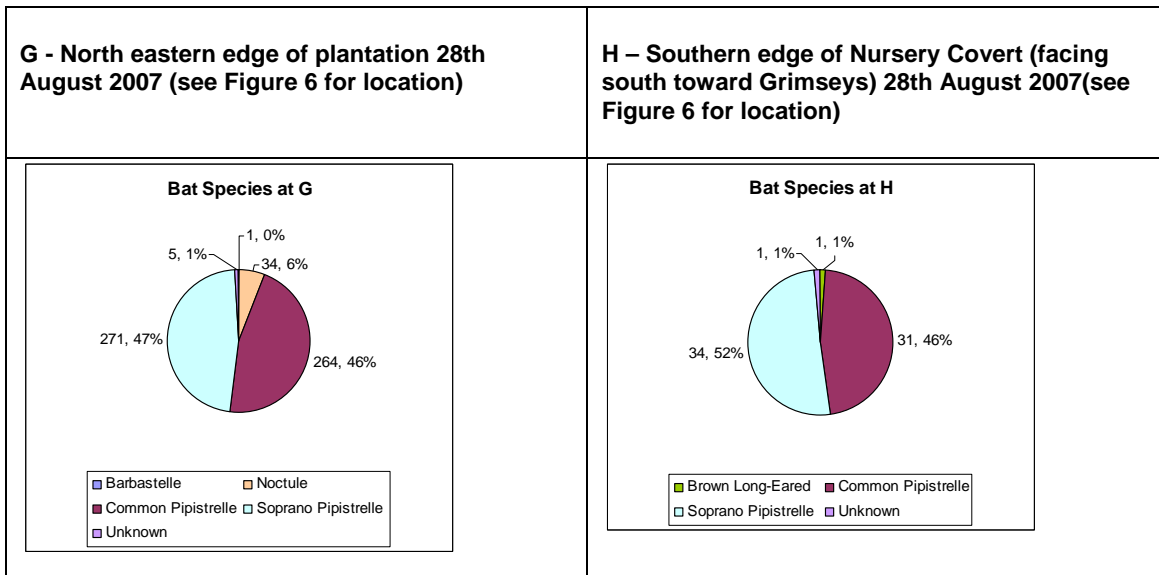 G - North eastern edge of plantation 28th
August 2007 (see Figure 6 for location)
H – Southern edge of Nursery Covert (facing
south toward Grimseys) 28th August 2007(see
Figure 6 for location)
Bat Species at G
1, 0%
5, 1%
34, 6%
271, 47%
264, 46%
Barbastelle Noctule
Common Pipistrelle Soprano Pipistrelle
Unknown
Bat Species at H
1, 1% 1, 1%
34, 52% 31, 46%
Brown Long-Eared Common Pipistrelle
Soprano Pipistrelle Unknown